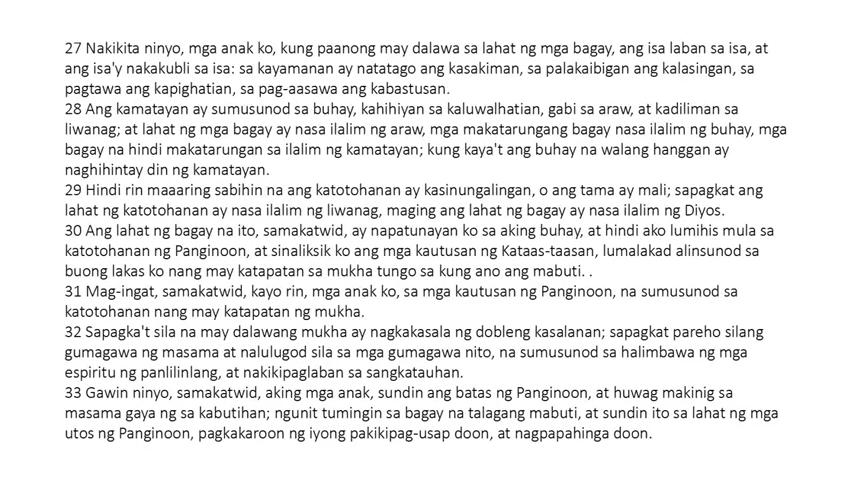 27 Nakikita ninyo, mga anak ko, kung paanong may dalawa sa lahat ng mga bagay, ang isa laban sa isa, at
ang isa'y nakakubli sa isa: sa kayamanan ay natatago ang kasakiman, sa palakaibigan ang kalasingan, sa
pagtawa ang kapighatian, sa pag-aasawa ang kabastusan.
28 Ang kamatayan ay sumusunod sa buhay, kahihiyan sa kaluwalhatian, gabi sa araw, at kadiliman sa
liwanag; at lahat ng mga bagay ay nasa ilalim ng araw, mga makatarungang bagay nasa ilalim ng buhay, mga
bagay na hindi makatarungan sa ilalim ng kamatayan; kung kaya't ang buhay na walang hanggan ay
naghihintay din ng kamatayan.
29 Hindi rin maaaring sabihin na ang katotohanan ay kasinungalingan, o ang tama ay mali; sapagkat ang
lahat ng katotohanan ay nasa ilalim ng liwanag, maging ang lahat ng bagay ay nasa ilalim ng Diyos.
30 Ang lahat ng bagay na ito, samakatwid, ay napatunayan ko sa aking buhay, at hindi ako lumihis mula sa
katotohanan ng Panginoon, at sinaliksik ko ang mga kautusan ng Kataas-taasan, lumalakad alinsunod sa
buong lakas ko nang may katapatan sa mukha tungo sa kung ano ang mabuti. .
31 Mag-ingat, samakatwid, kayo rin, mga anak ko, sa mga kautusan ng Panginoon, na sumusunod sa
katotohanan nang may katapatan ng mukha.
32 Sapagka't sila na may dalawang mukha ay nagkakasala ng dobleng kasalanan; sapagkat pareho silang
gumagawa ng masama at nalulugod sila sa mga gumagawa nito, na sumusunod sa halimbawa ng mga
espiritu ng panlilinlang, at nakikipaglaban sa sangkatauhan.
33 Gawin ninyo, samakatwid, aking mga anak, sundin ang batas ng Panginoon, at huwag makinig sa
masama gaya ng sa kabutihan; ngunit tumingin sa bagay na talagang mabuti, at sundin ito sa lahat ng mga
utos ng Panginoon, pagkakaroon ng iyong pakikipag-usap doon, at nagpapahinga doon.